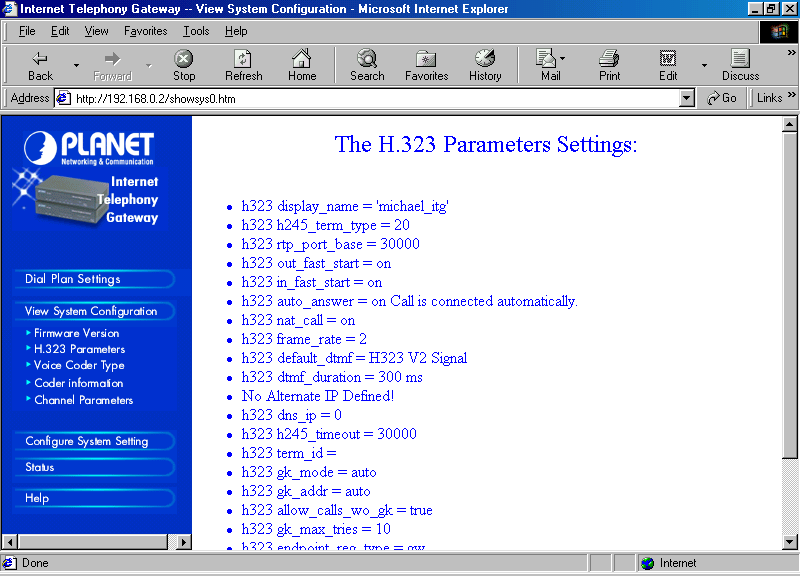 Internet Telephony Gateway -- View System Configuration - Microsoft Internet Explorer
File Edit View Favorites Tools Help
Back Forward Stop Refresh Home Search Favorites History Mail Print Edit Discuss »
Address http://192.168.0.2/showsys0.htm Go Links »
PLANET
Networking & Communication
Internet
Telephony
Gateway
Dial Plan Settings
View System Configuration
Firmware Version
H.323 Parameters
Voice Coder Type
Coder information
Channel Parameters
Configure System Setting
Status
Help
The H.323 Parameters Settings:
h323 display_name = 'michael_itg'
h323 h245_term_type = 20
h323 rtp_port_base = 30000
h323 out_fast_start = on
h323 in_fast_start = on
h323 auto_answer = on Call is connected automatically.
h323 nat_call = on
h323 frame_rate = 2
h323 default_dtmf = H323 V2 Signal
h323 dtmf_duration = 300 ms
No Alternate IP Defined!
h323 dns_ip = 0
h323 h245_timeout = 30000
h323 term_id =
h323 gk_mode = auto
h323 gk_addr = auto
h323 allow_calls_wo_gk = true
h323 gk_max_tries = 10
h323 endpoint_reg_type = gw
Done Internet